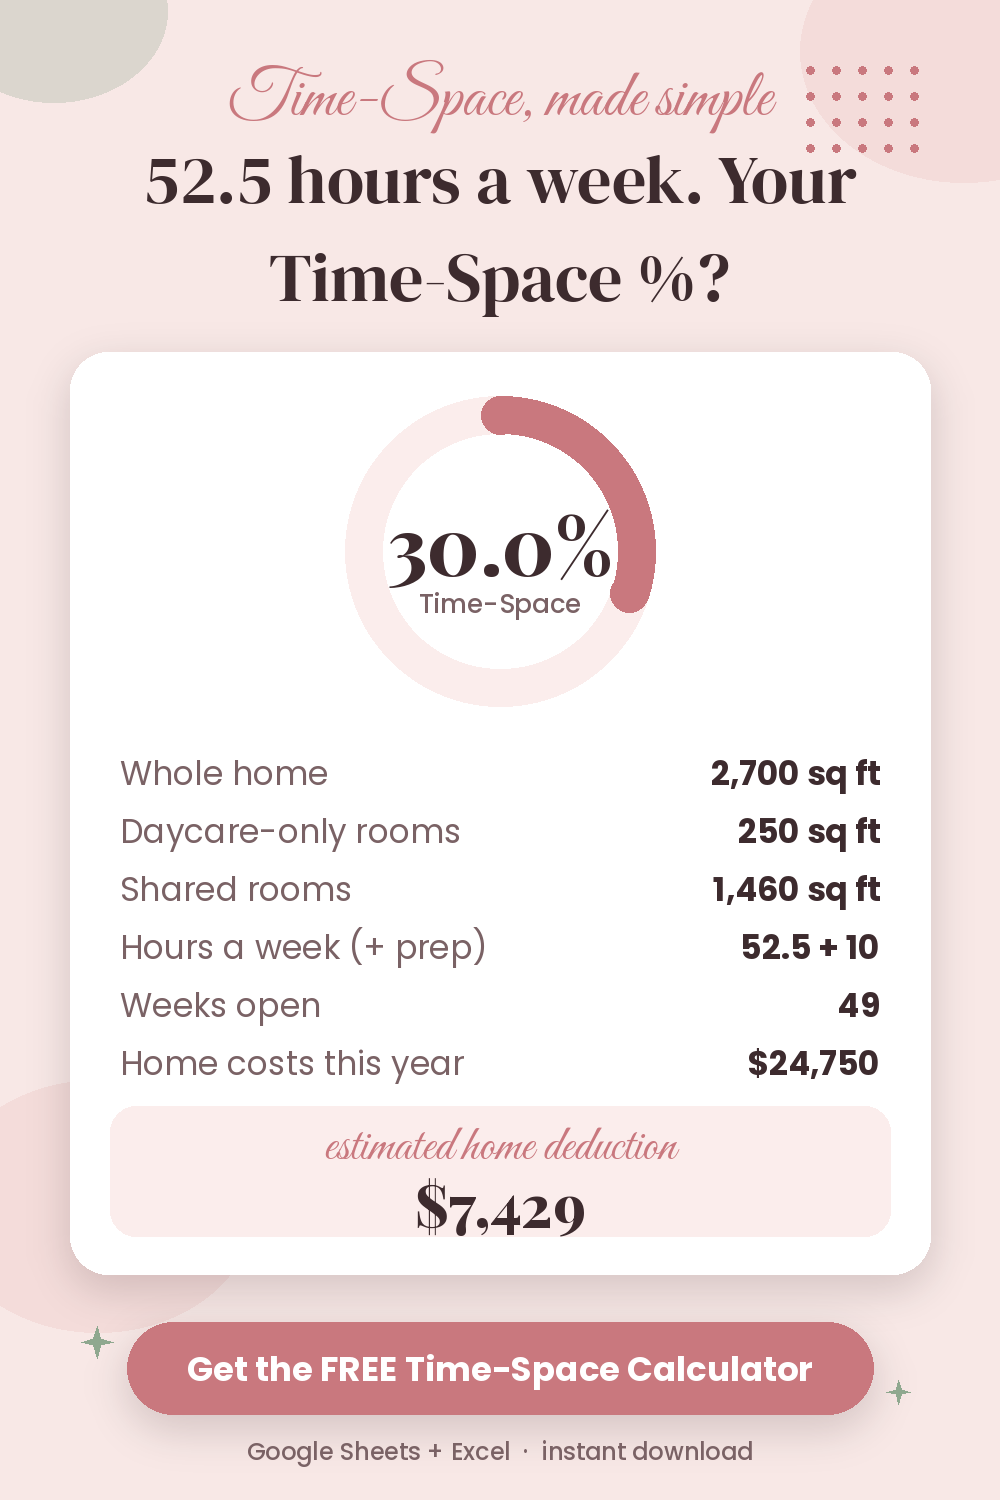 Time-Space, made simple
52.5 hours a week. Your
Time-Space %?
30.0%
Time-Space
Whole home 2,700 sq ft
Daycare-only rooms 250 sq ft
Shared rooms 1,460 sq ft
Hours a week (+ prep) 52.5 + 10
Weeks open 49
Home costs this year $24,750
estimated home deduction
$7,429
Get the FREE Time-Space Calculator
Google Sheets + Excel · instant download